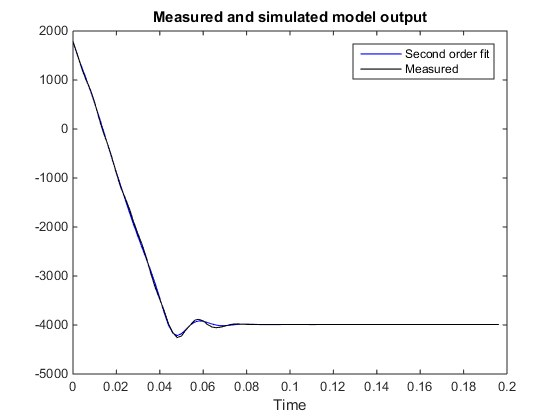 Measured and simulated model output
2000
1000
0
-1000
-2000
-3000
-4000
-5000
Second order fit
Measured
0 0.02 0.04 0.06 0.08 0.1 0.12 0.14 0.16 0.18 0.2
Time